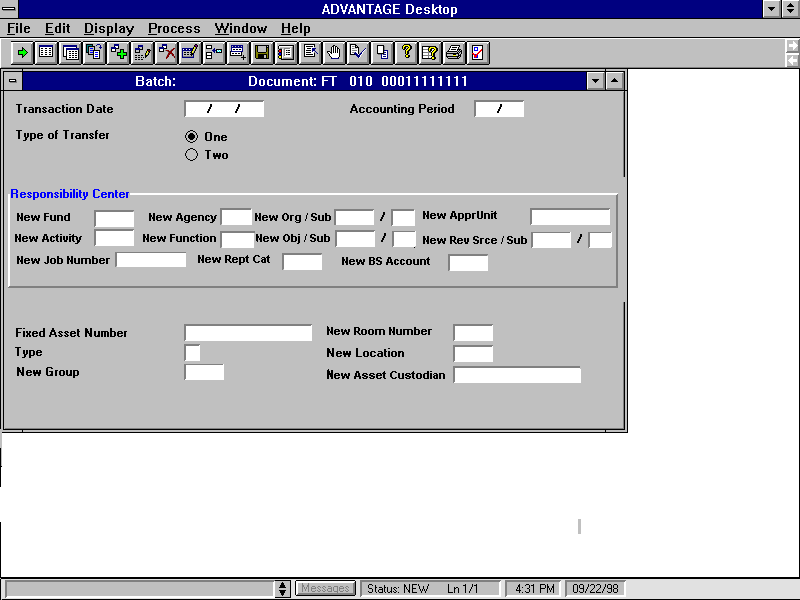 ADVANTAGE Desktop
File Edit Display Process Window Help
Batch: Document: FT 010 00011111111
Transaction Date / / Accounting Period /
Type of Transfer One
Two
Responsibility Center
New Fund New Agency New Org / Sub / New ApprUnit
New Activity New Function New Obj / Sub / New Rev Srce / Sub /
New Job Number New Rept Cat New BS Account
Fixed Asset Number New Room Number
Type New Location
New Group New Asset Custodian
Messages Status: NEW Ln 1/1 4:31 PM 09/22/98